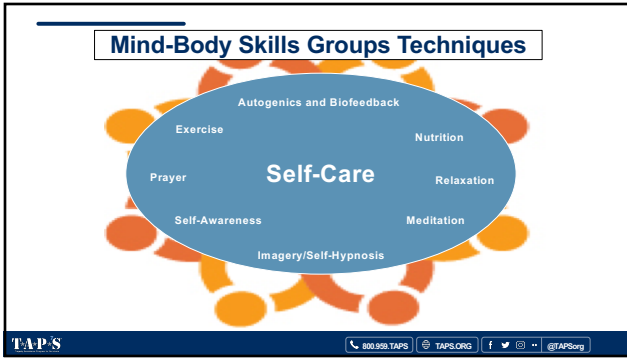 Mind-Body Skills Groups Techniques
Autogenics and Biofeedback
Exercise
Nutrition
Prayer
Self-Care
Relaxation
Self-Awareness
Meditation
Imagery/Self-Hypnosis
T*A*P*S
800.959.TAPS
TAPS.ORG
@TAPSorg